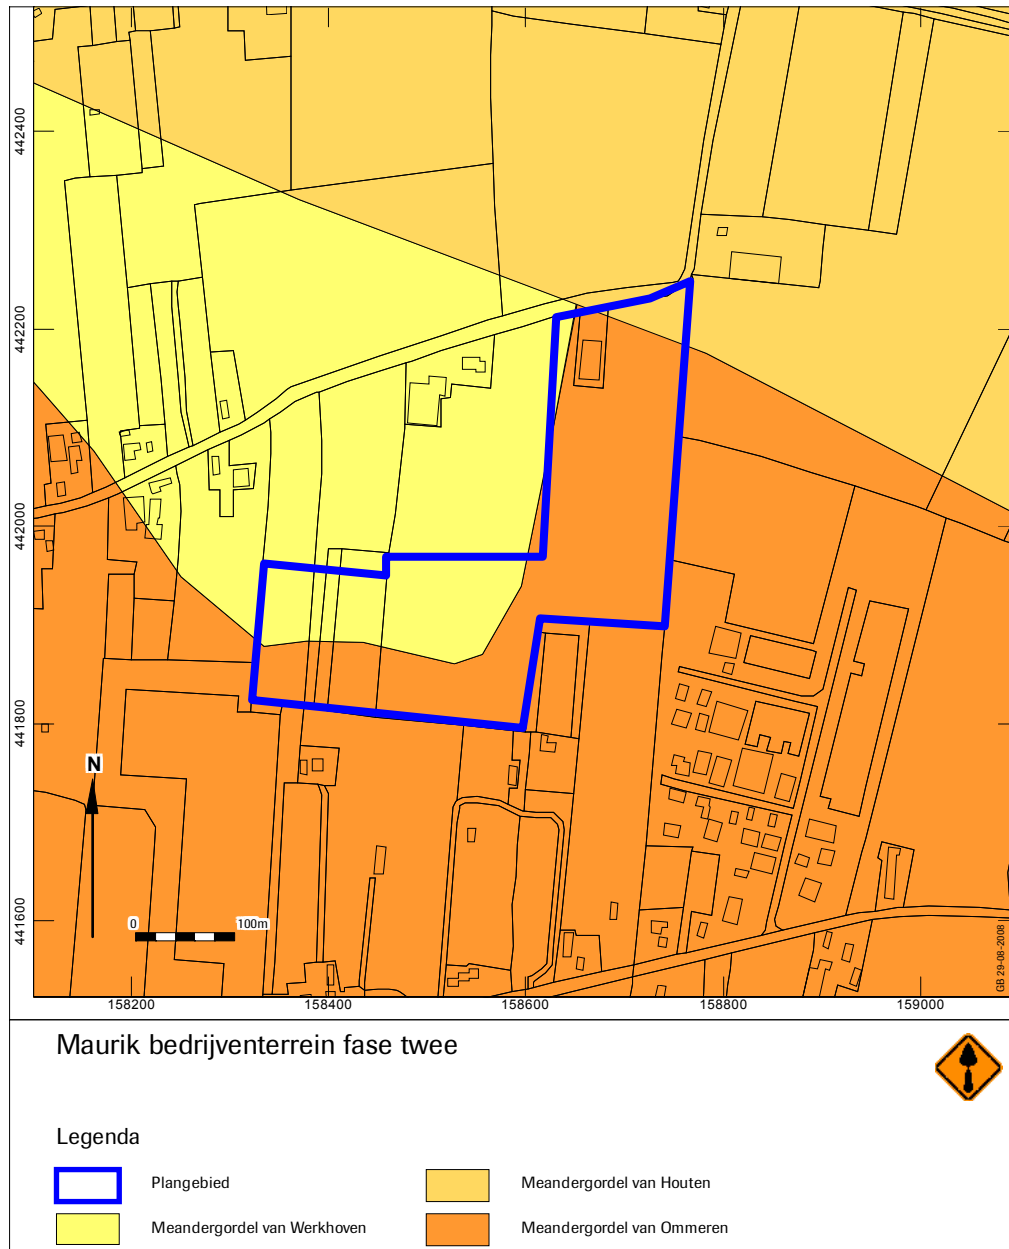 442400
442200
442000
441800
441600
N
0 100m
GB 29-08-2008
158200 158400 158600 158800 159000
Maurik bedrijventerrein fase twee
Legenda
Plangebied
Meandergordel van Houten
Meandergordel van Werkhoven
Meandergordel van Ommeren